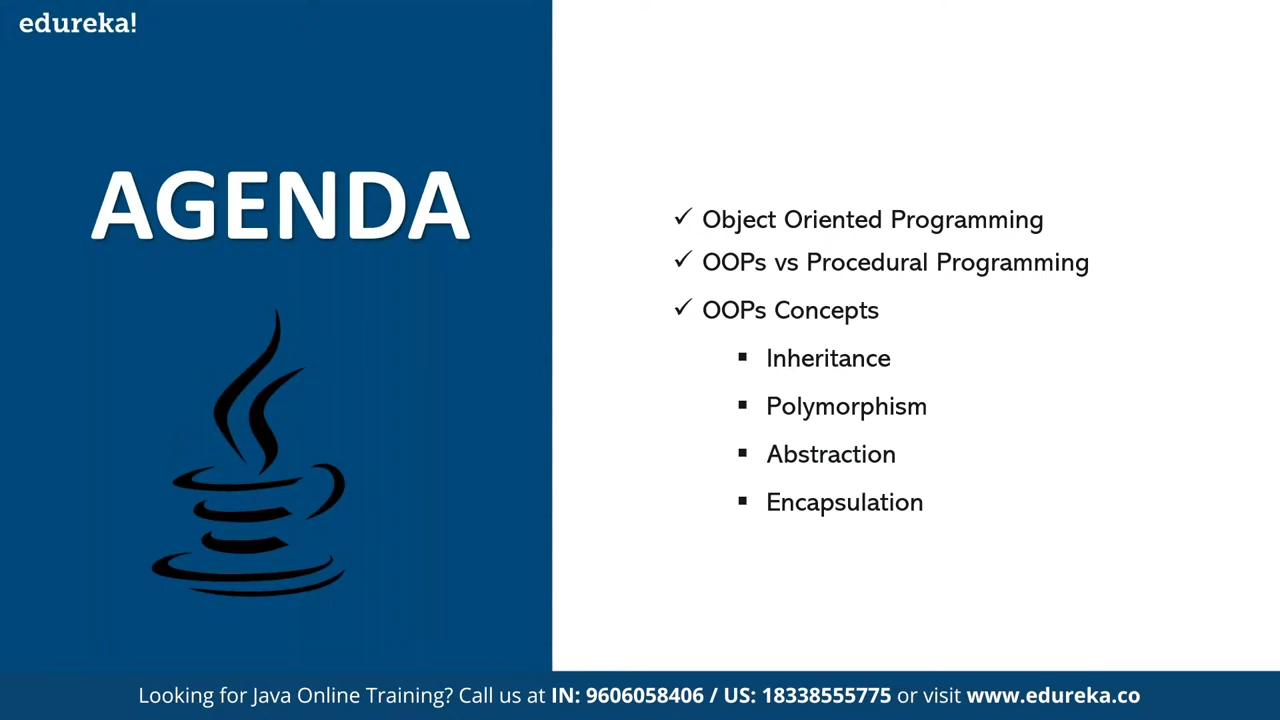 edureka!
AGENDA
✓ Object Oriented Programming
✓ OOPs vs Procedural Programming
✓ OOPs Concepts
▪ Inheritance
▪ Polymorphism
▪ Abstraction
▪ Encapsulation
Looking for Java Online Training? Call us at IN: 9606058406 / US: 18338555775 or visit www.edureka.co